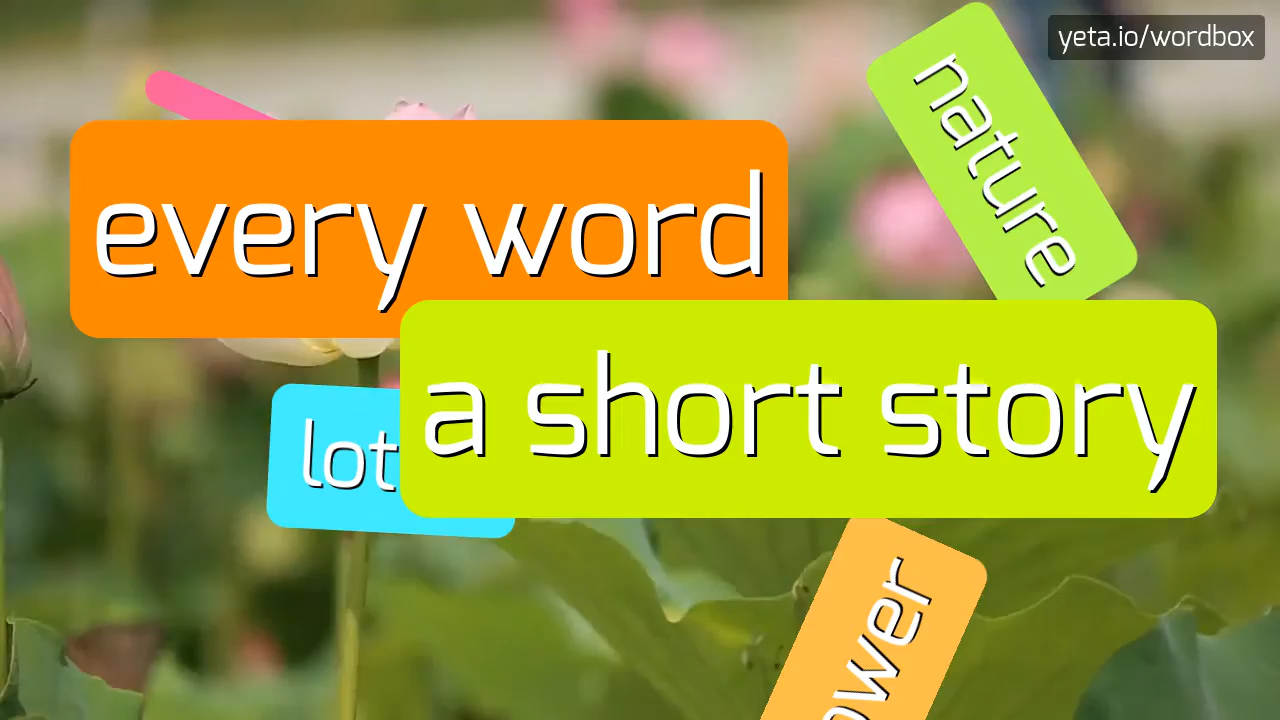 yeta.io/wordbox
nature
every word
a short story
lot
ower